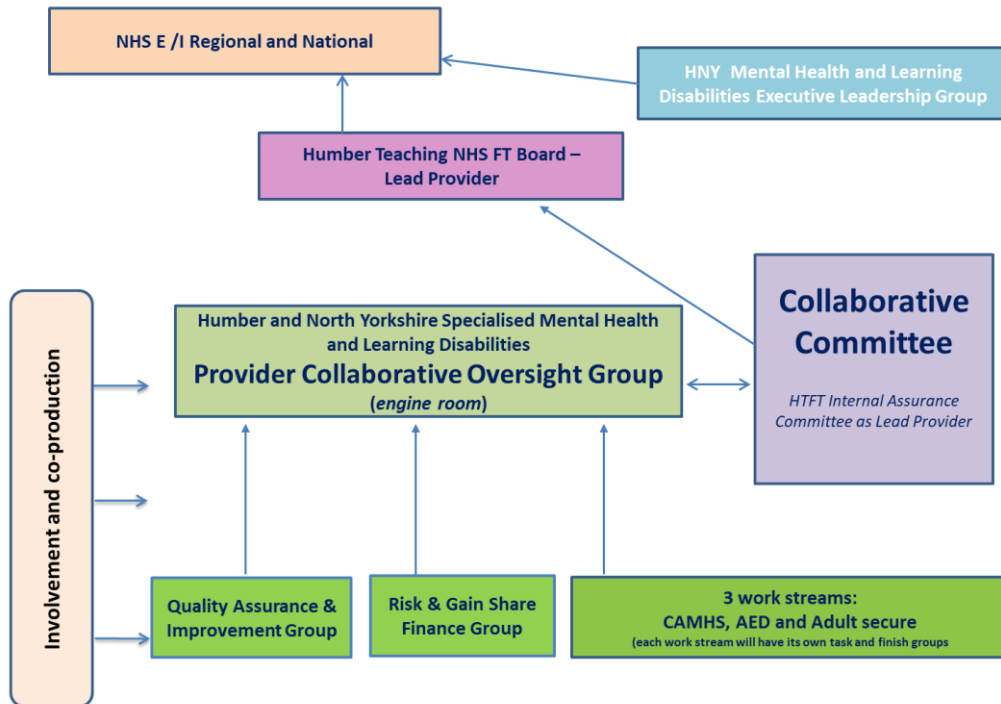 NHS E /I Regional and National
HNY  Mental Health and Learning
Disabilities Executive Leadership Group
Humber Teaching NHS FT Board –
Lead Provider
Collaborative
Committee
HTFT Internal Assurance
Committee as Lead Provider
Humber and North Yorkshire Specialised Mental Health
and Learning Disabilities
Provider Collaborative Oversight Group
(engine room)
Involvement and co-production
Quality Assurance &
Improvement Group
Risk & Gain Share
Finance Group
3 work streams:
CAMHS, AED and Adult secure
(each work stream will have its own task and finish groups